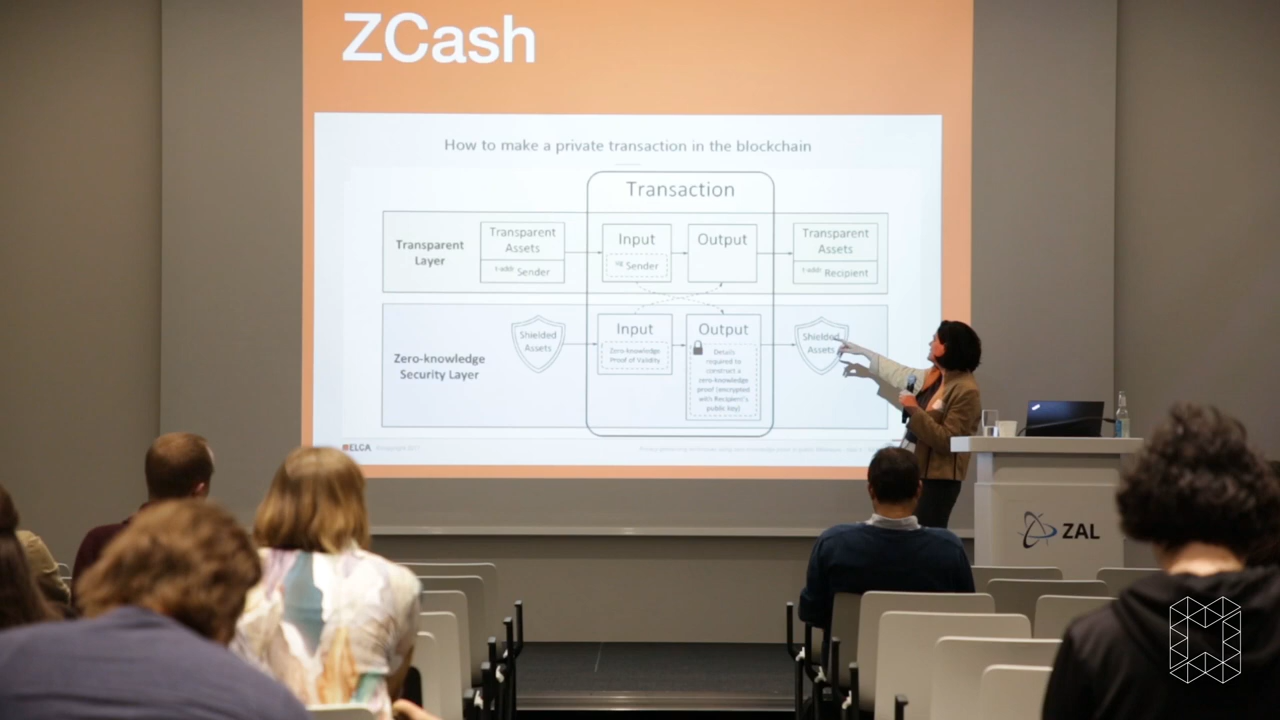 ZCash
How to make a private transaction in the blockchain
Transaction
Transparent
Layer
Transparent
Assets
t-addr Sender
Input
Sender
Output
Transparent
Assets
t-addr Recipient
Zero-knowledge
Security Layer
Shielded
Assets
Input
Zero-knowledge
Proof of Validity
Output
Details
required to
construct a
zero-knowledge
proof (encrypted
with Recipient's
public key)
Shielded
Assets
ELCA
ZAL